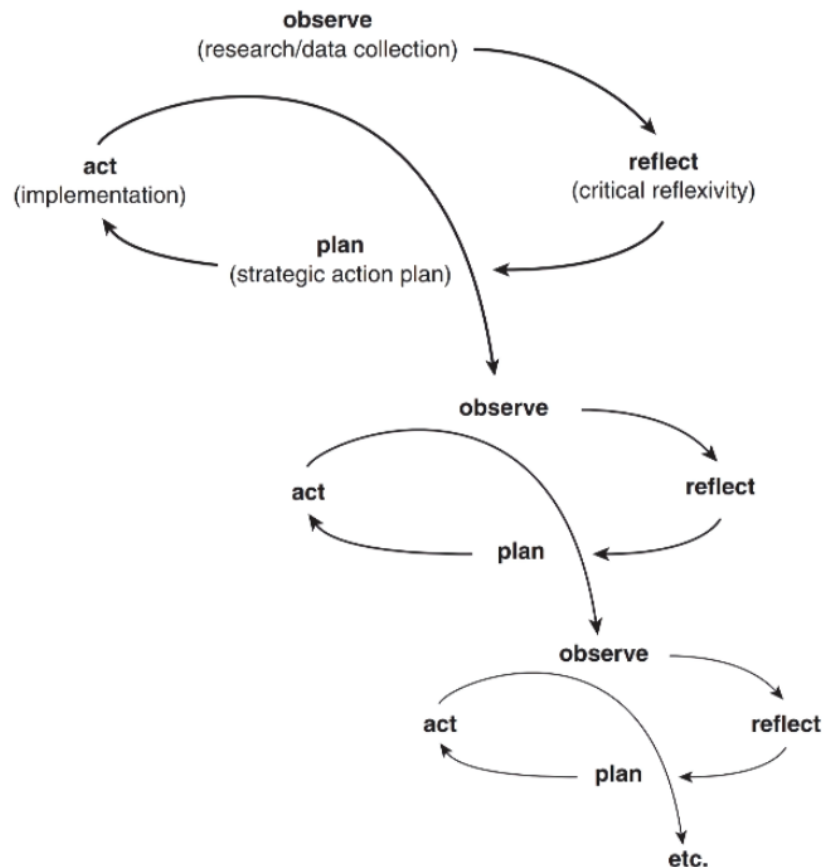 observe
(research/data collection)
reflect
(critical reflexivity)
act
(implementation)
plan
(strategic action plan)
observe
reflect
act
plan
observe
reflect
act
plan
etc.